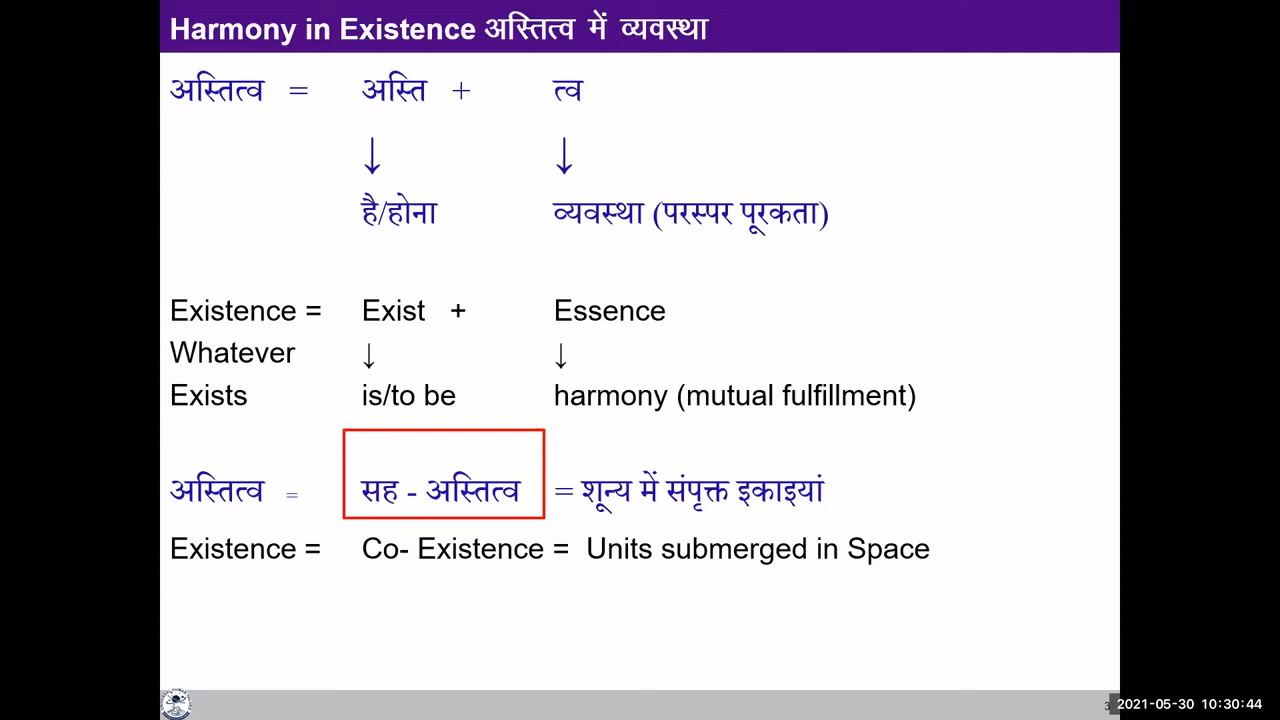 Harmony in Existence अस्तित्व में व्यवस्था
अस्तित्व = अस्ति + त्व
↓ ↓
है/होना व्यवस्था (परस्पर पूरकता)
Existence = Exist + Essence
Whatever ↓ ↓
Exists is/to be harmony (mutual fulfillment)
अस्तित्व = सह - अस्तित्व = शून्य में संपृक्त इकाइयां
Existence = Co- Existence = Units submerged in Space
3
2021-05-30 10:30:44